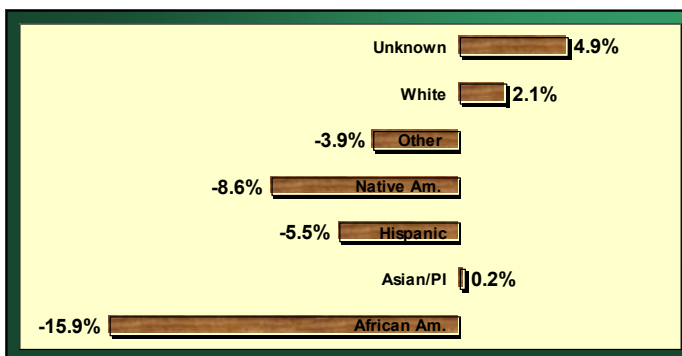 Unknown 4.9%
White 2.1%
-3.9% Other
-8.6% Native Am.
-5.5% Hispanic
Asian/PI 0.2%
-15.9% African Am.